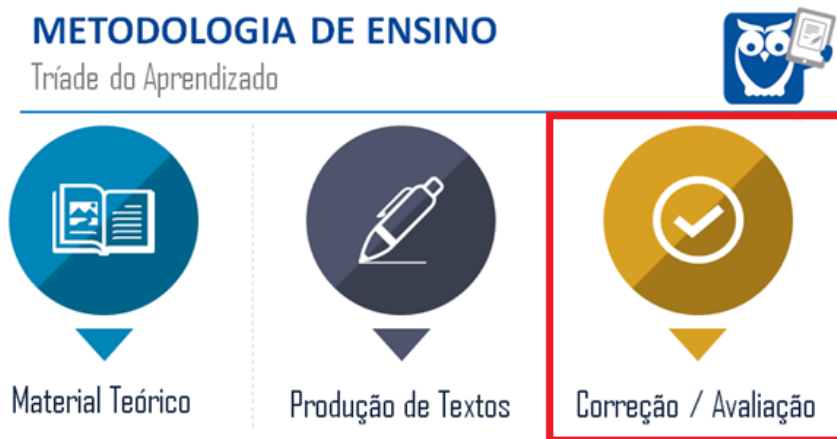 METODOLOGIA DE ENSINO
Tríade do Aprendizado
Material Teórico
Produção de Textos
Correção / Avaliação